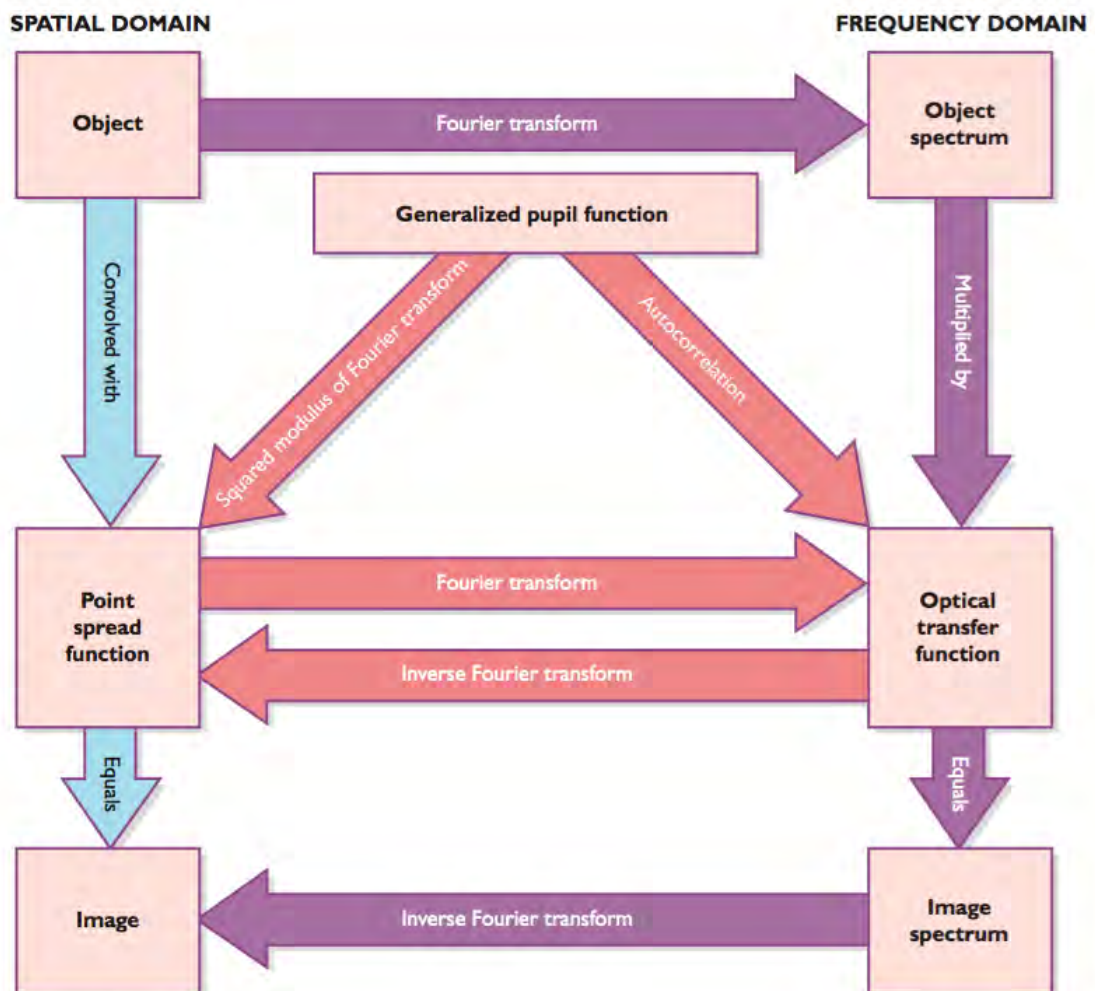 SPATIAL DOMAIN
FREQUENCY DOMAIN
Object
Fourier transform
Object
spectrum
Generalized pupil function
Convolved with
Squared modulus of Fourier transform
Autocorrelation
Multiplied by
Point
spread
function
Fourier transform
Inverse Fourier transform
Optical
transfer
function
Equals
Equals
Image
Inverse Fourier transform
Image
spectrum